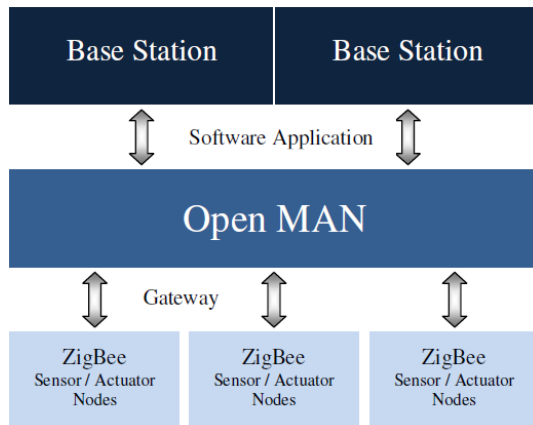 Base Station Base Station
Software Application
Open MAN
Gateway
ZigBee ZigBee ZigBee
Sensor / Actuator Sensor / Actuator Sensor / Actuator
Nodes Nodes Nodes